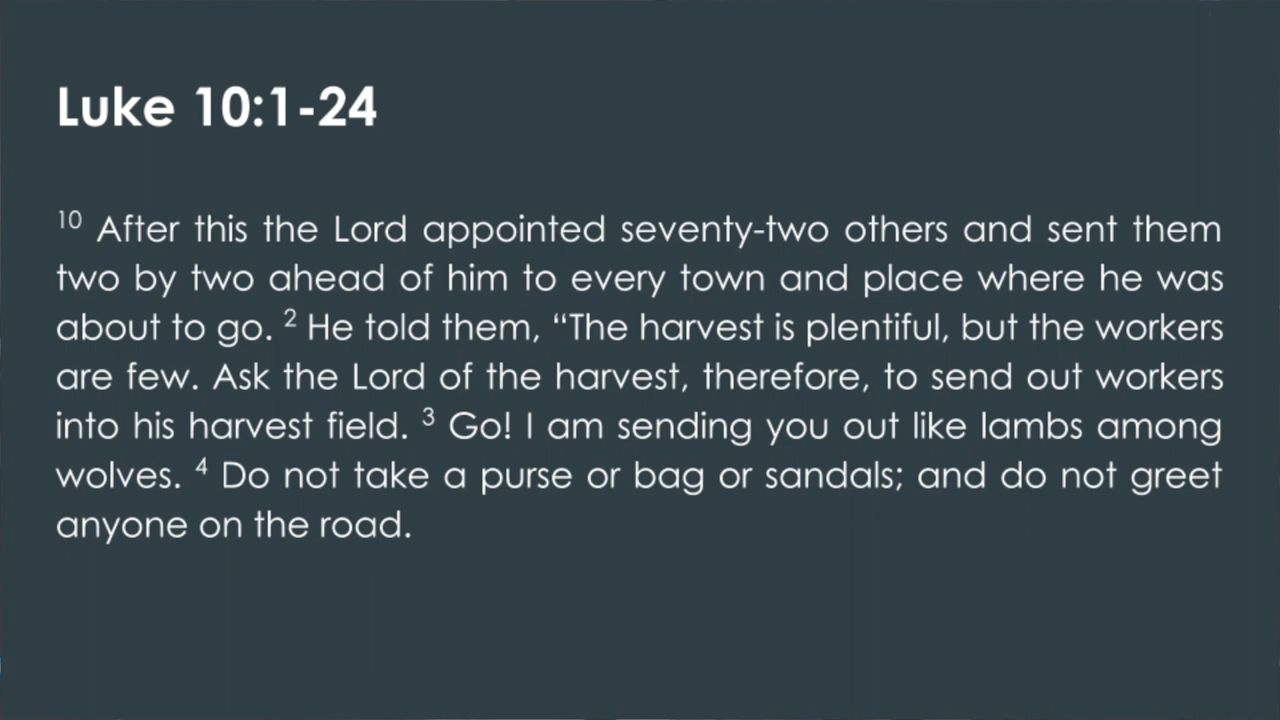 Luke 10:1-24
10 After this the Lord appointed seventy-two others and sent them
two by two ahead of him to every town and place where he was
about to go. 2 He told them, “The harvest is plentiful, but the workers
are few. Ask the Lord of the harvest, therefore, to send out workers
into his harvest field. 3 Go! I am sending you out like lambs among
wolves. 4 Do not take a purse or bag or sandals; and do not greet
anyone on the road.